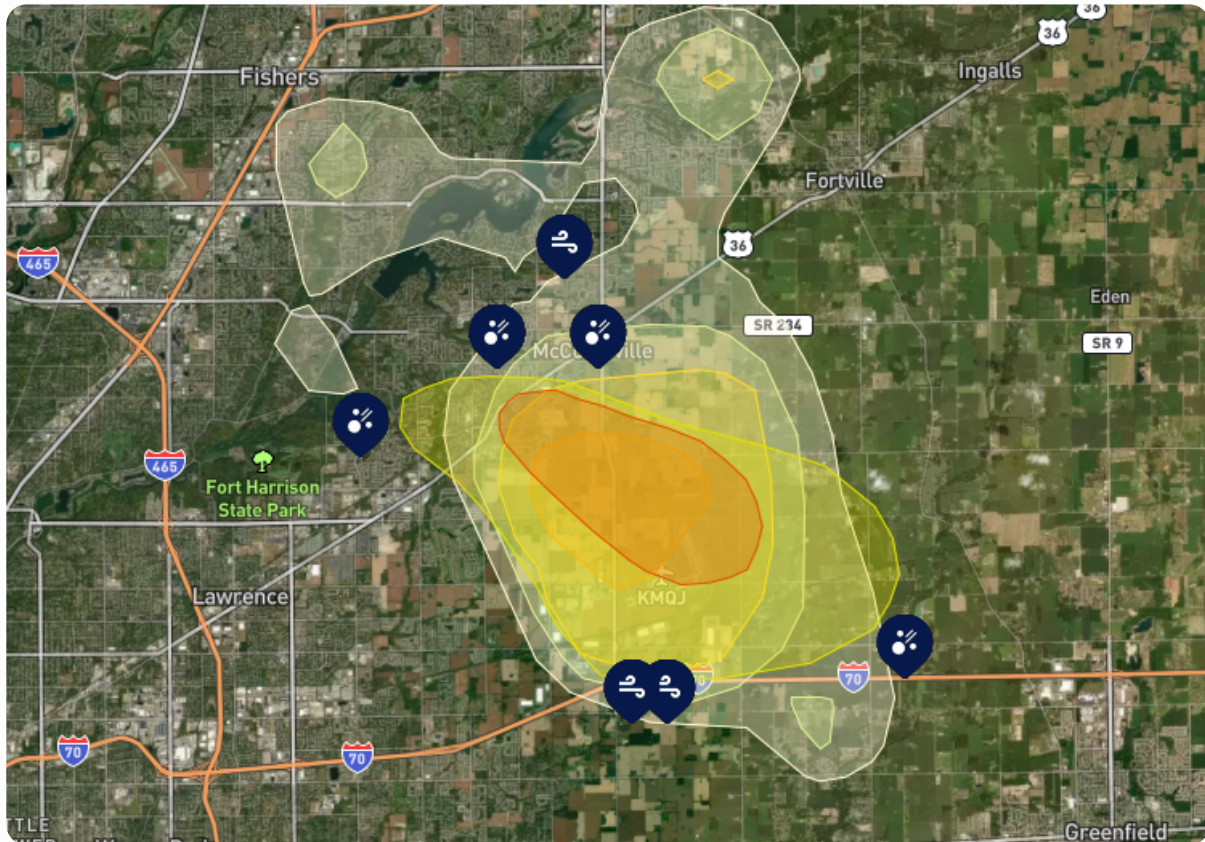 36
36
Fishers
Ingalls
Fortville
36
465
Eden
SR 234
SR 9
465
Fort Harrison
State Park
KMQJ
Lawrence
70
70
70
Greenfield